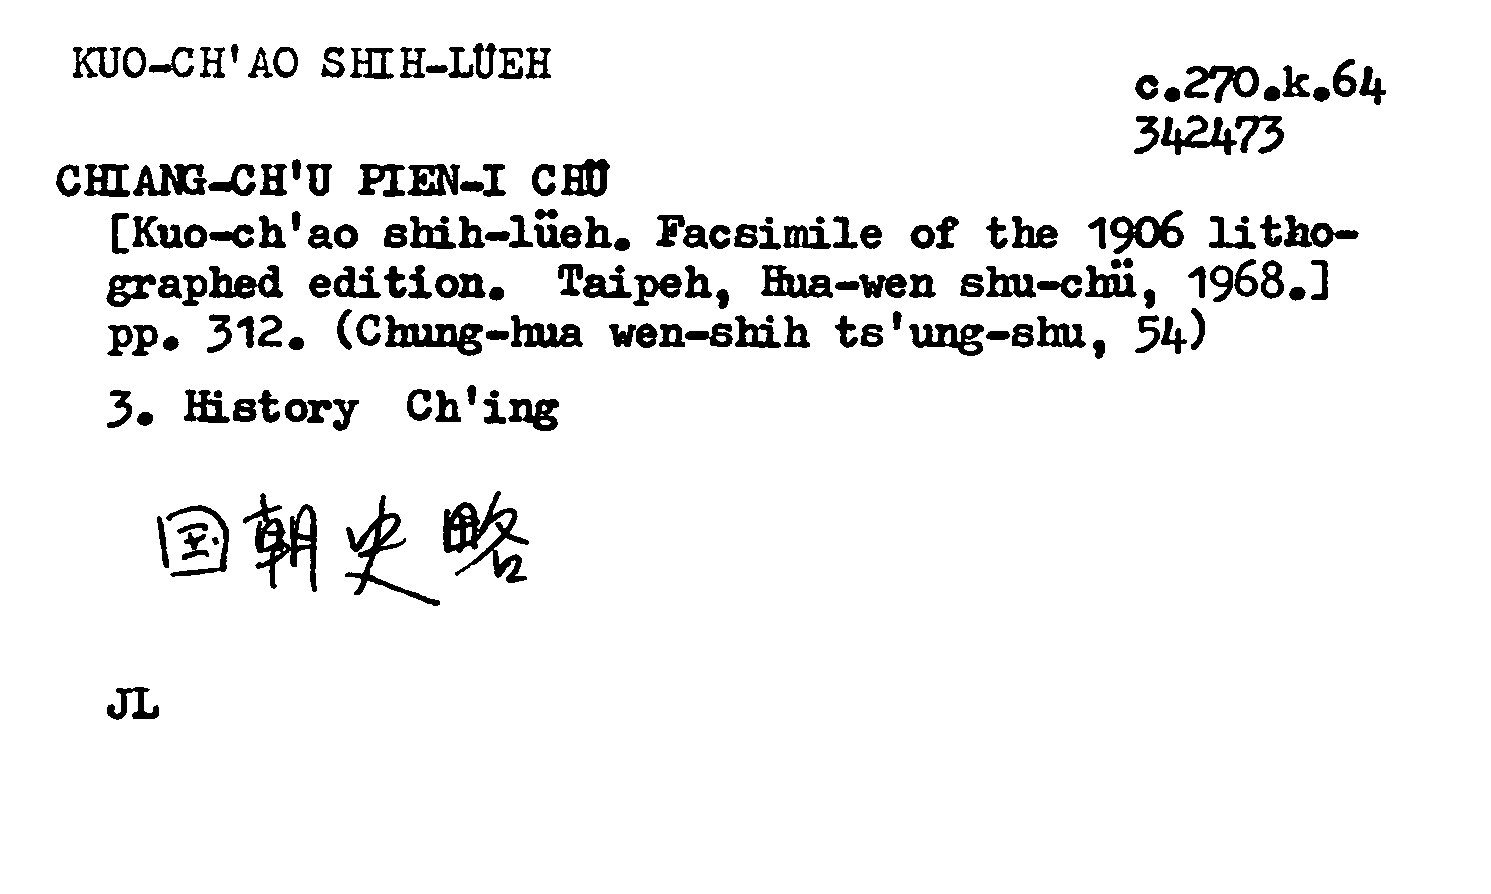 KUO-CH'AO SHIH-LÜEH
c.270.k.64
342473
CHIANG-CH'U PIEN-I CHÜ
[Kuo-ch'ao shih-lüeh. Facsimile of the 1906 litho-
graphed edition. Taipeh, Hua-wen shu-chü, 1968.]
pp. 312. (Chung-hua wen-shih ts'ung-shu, 54)
3. History Ch'ing
国朝史略
JL